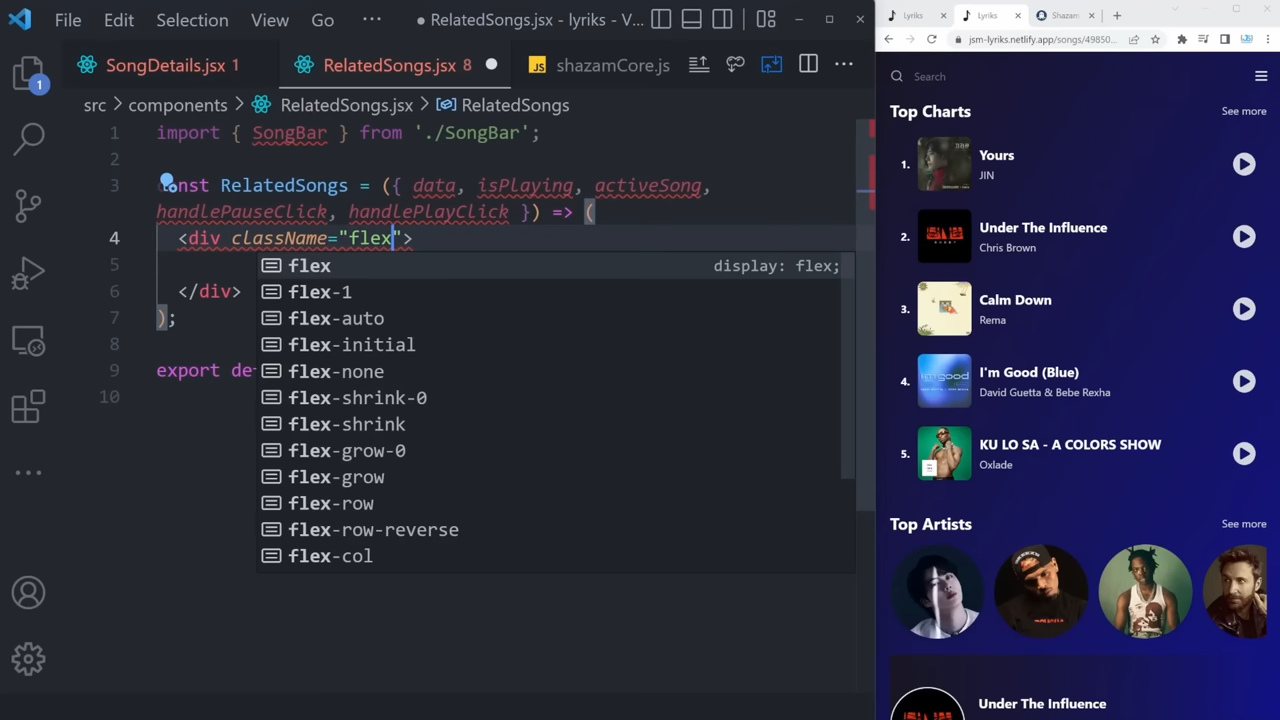 File Edit Selection View Go ··· ● RelatedSongs.jsx - lyriks - V...
SongDetails.jsx 1 RelatedSongs.jsx 8 ● JS shazamCore.js ···
1
src > components > RelatedSongs.jsx > RelatedSongs
1 import { SongBar } from './SongBar';
2
3 const RelatedSongs = ({ data, isPlaying, activeSong,
handlePauseClick, handlePlayClick }) => (
4 <div className="flex">
5
6 </div>
7 );
8
9 export de
10
flex display: flex;
flex-1
flex-auto
flex-initial
flex-none
flex-shrink-0
flex-shrink
flex-grow-0
flex-grow
flex-row
flex-row-reverse
flex-col
Lyriks Lyriks Shazam
jsm-lyriks.netlify.app/songs/49850...
Search
Top Charts See more
1. Yours
JIN
2. Under The Influence
Chris Brown
3. Calm Down
Rema
4. I'm Good (Blue)
David Guetta & Bebe Rexha
5. KU LO SA - A COLORS SHOW
Oxlade
Top Artists See more
Under The Influence